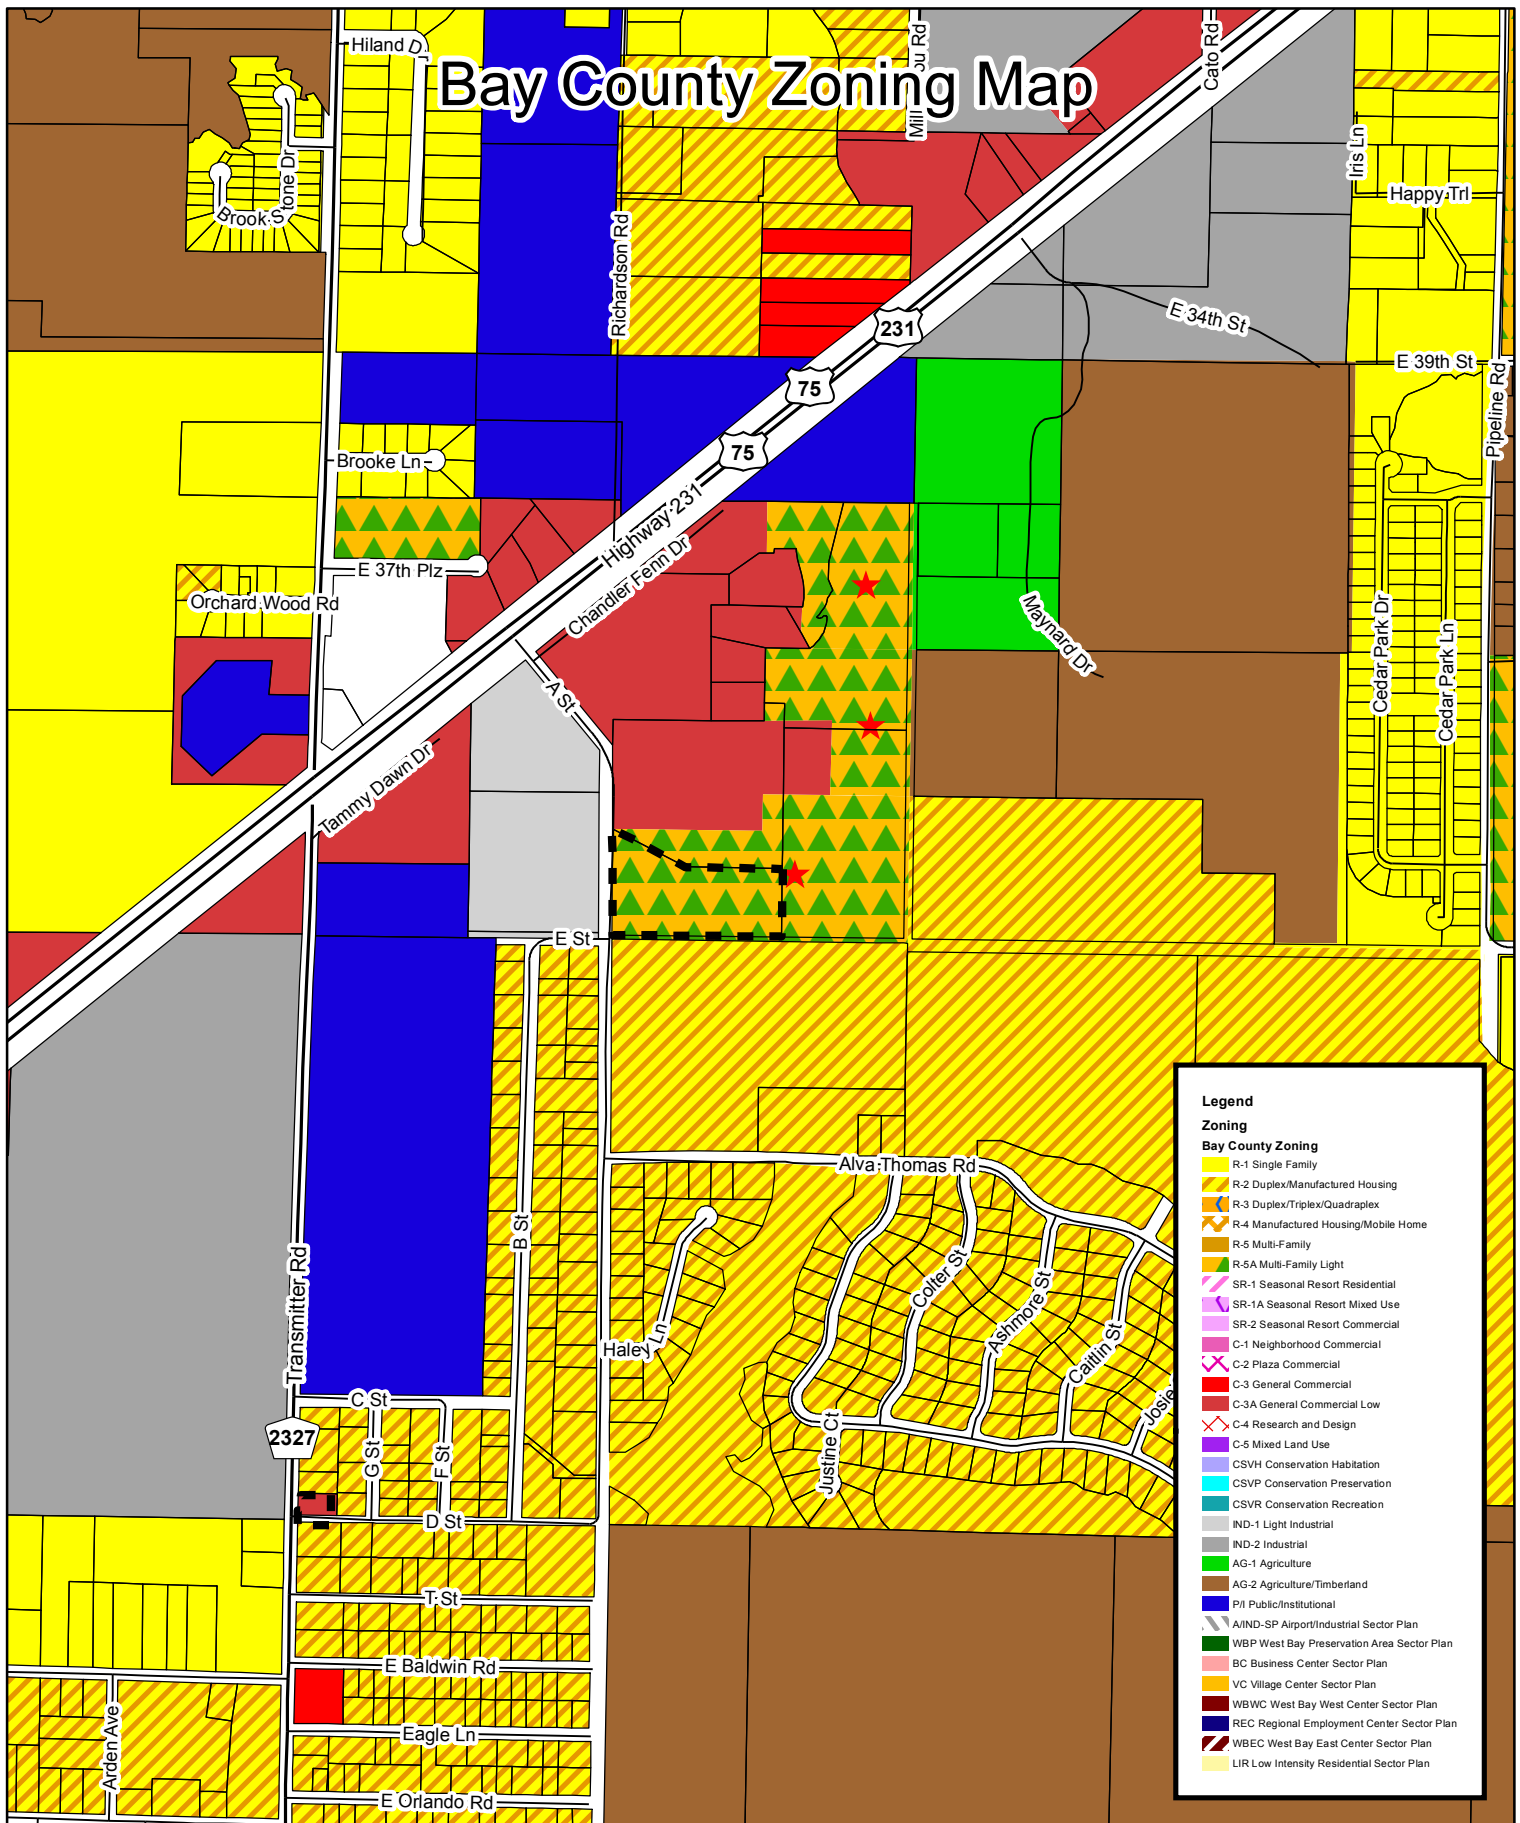 Bay County Zoning Map
Hiland D
Mill
ou Rd
Cato Rd
Iris Ln
Happy Trl
Brook Stone Dr
Richardson Rd
231
E 34th St
E 39th St
75
Pipeline Rd
75
Brooke Ln
Highway 231
Chandler Fenn Dr
E 37th Plz
Orchard Wood Rd
Maynard Dr
Cedar Park Dr
Cedar Park Ln
A St
Tammy Dawn Dr
E St
Alva Thomas Rd
B St
Transmitter Rd
Haley Ln
Colter St
Ashmore St
Caitlin St
Josie
Justine Ct
C St
2327
G St
F St
D St
T St
E Baldwin Rd
Eagle Ln
Arden Ave
E Orlando Rd
Legend
Zoning
Bay County Zoning
R-1 Single Family
R-2 Duplex/Manufactured Housing
R-3 Duplex/Triplex/Quadraplex
R-4 Manufactured Housing/Mobile Home
R-5 Multi-Family
R-5A Multi-Family Light
SR-1 Seasonal Resort Residential
SR-1A Seasonal Resort Mixed Use
SR-2 Seasonal Resort Commercial
C-1 Neighborhood Commercial
C-2 Plaza Commercial
C-3 General Commercial
C-3A General Commercial Low
C-4 Research and Design
C-5 Mixed Land Use
CSVH Conservation Habitation
CSVP Conservation Preservation
CSVR Conservation Recreation
IND-1 Light Industrial
IND-2 Industrial
AG-1 Agriculture
AG-2 Agriculture/Timberland
P/I Public/Institutional
A/IND-SP Airport/Industrial Sector Plan
WBP West Bay Preservation Area Sector Plan
BC Business Center Sector Plan
VC Village Center Sector Plan
WBWC West Bay West Center Sector Plan
REC Regional Employment Center Sector Plan
WBEC West Bay East Center Sector Plan
LIR Low Intensity Residential Sector Plan